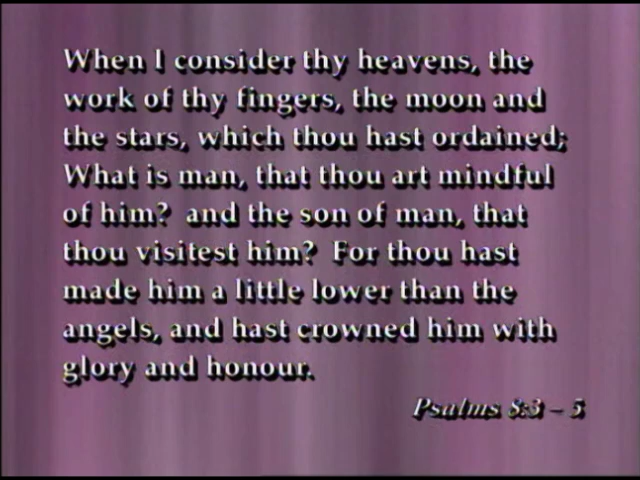 When I consider thy heavens, the
work of thy fingers, the moon and
the stars, which thou hast ordained;
What is man, that thou art mindful
of him?  and the son of man, that
thou visitest him?  For thou hast
made him a little lower than the
angels, and hast crowned him with
glory and honour.
Psalms 8:3 – 5